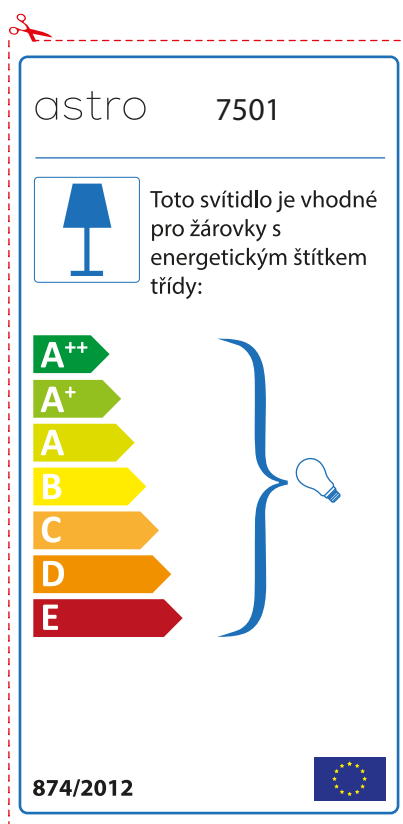 astro 7501
Toto svítidlo je vhodné
pro žárovky s
energetickým štítkem
třídy:
A++
A+
A
B
C
D
E
874/2012